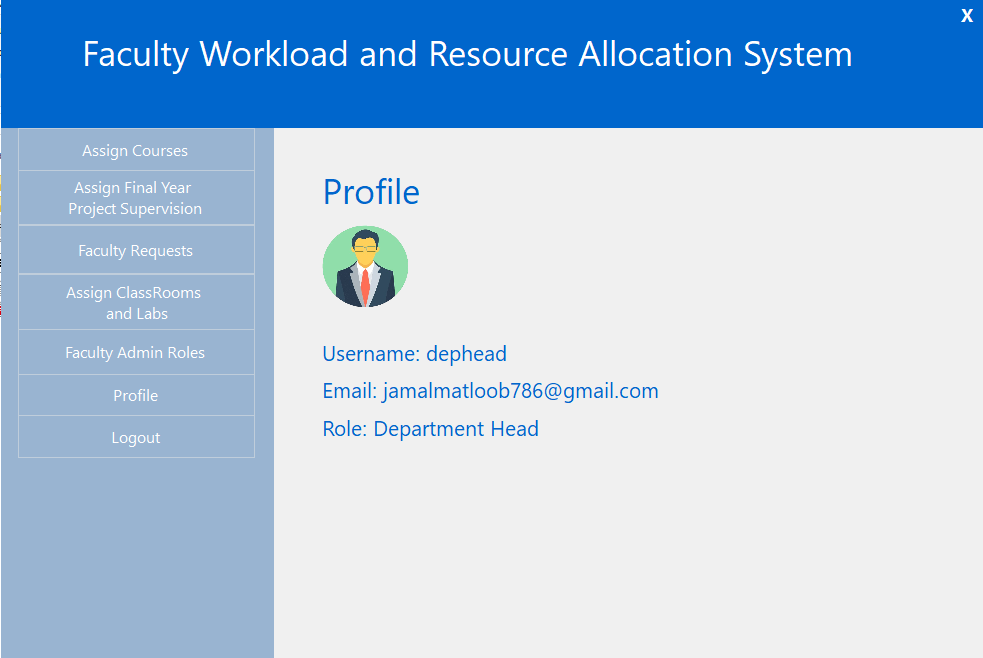 X
Faculty Workload and Resource Allocation System
Assign Courses
Assign Final Year
Project Supervision
Faculty Requests
Assign ClassRooms
and Labs
Faculty Admin Roles
Profile
Logout
Profile
Username: dephead
Email: jamalmatloob786@gmail.com
Role: Department Head